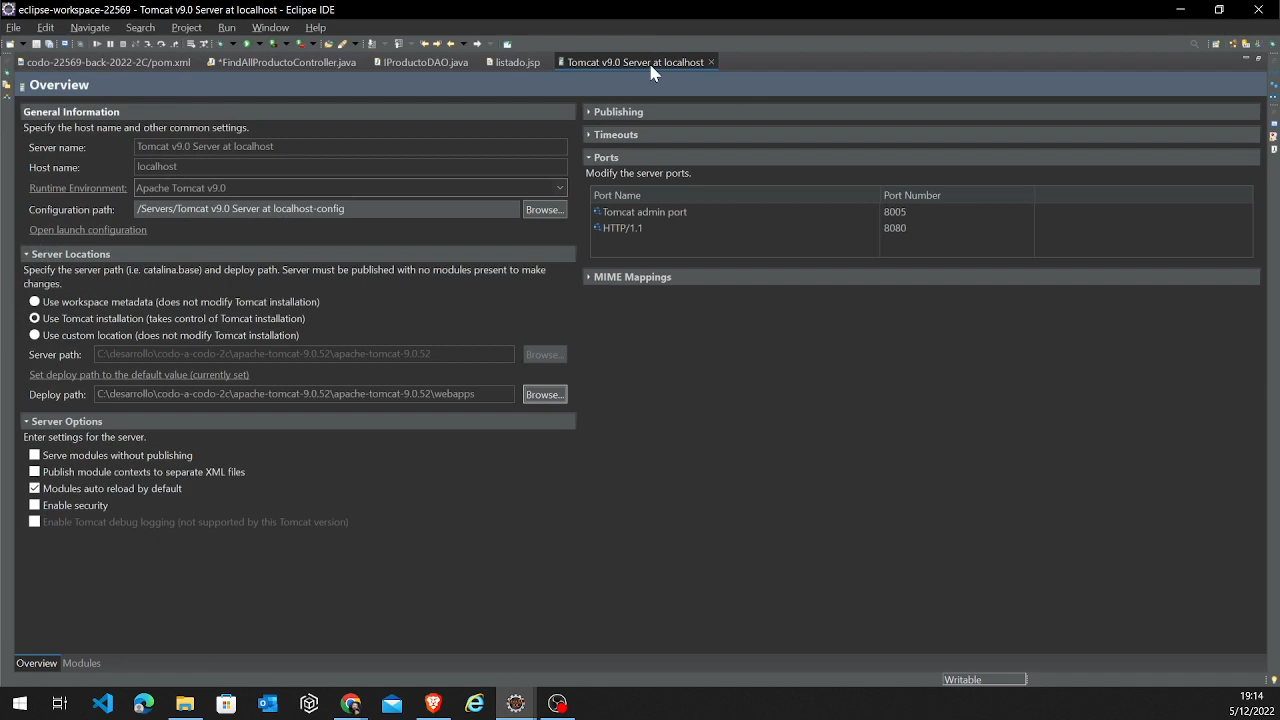 eclipse-workspace-22569 - Tomcat v9.0 Server at localhost - Eclipse IDE
File Edit Navigate Search Project Run Window Help
codo-22569-back-2022-2C/pom.xml *FindAllProductoController.java IProductoDAO.java listado.jsp Tomcat v9.0 Server at localhost
Overview
General Information
Specify the host name and other common settings.
Server name: Tomcat v9.0 Server at localhost
Host name: localhost
Runtime Environment: Apache Tomcat v9.0
Configuration path: /Servers/Tomcat v9.0 Server at localhost-config Browse...
Open launch configuration
Server Locations
Specify the server path (i.e. catalina.base) and deploy path. Server must be published with no modules present to make
changes.
Use workspace metadata (does not modify Tomcat installation)
Use Tomcat installation (takes control of Tomcat installation)
Use custom location (does not modify Tomcat installation)
Server path: C:\desarrollo\codo-a-codo-2c\apache-tomcat-9.0.52\apache-tomcat-9.0.52 Browse...
Set deploy path to the default value (currently set)
Deploy path: C:\desarrollo\codo-a-codo-2c\apache-tomcat-9.0.52\apache-tomcat-9.0.52\webapps Browse...
Server Options
Enter settings for the server.
Serve modules without publishing
Publish module contexts to separate XML files
Modules auto reload by default
Enable security
Enable Tomcat debug logging (not supported by this Tomcat version)
Publishing
Timeouts
Ports
Modify the server ports.
Port Name Port Number
Tomcat admin port 8005
HTTP/1.1 8080
MIME Mappings
Overview Modules
Writable
19:14
5/12/2022